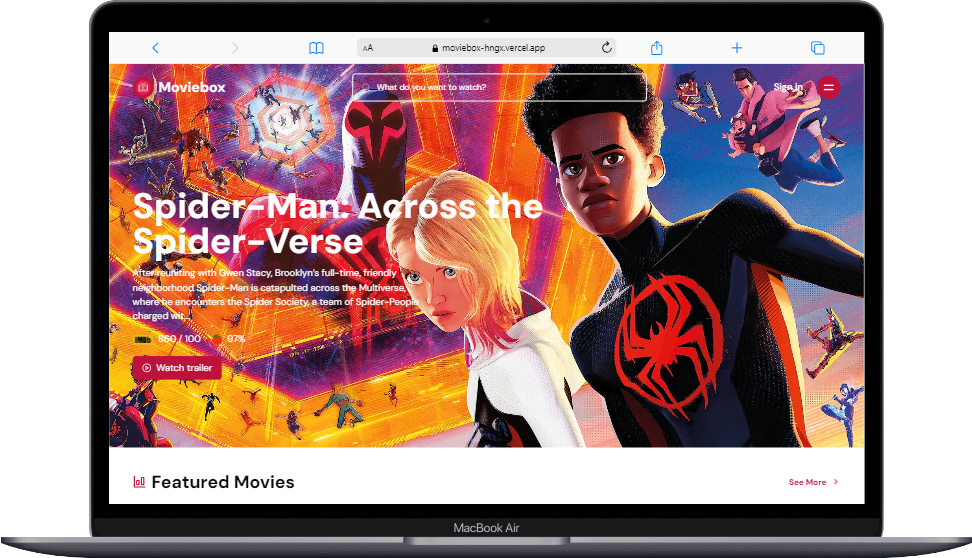 AA
moviebox-hngx.vercel.app
Moviebox
What do you want to watch?
Sign in
Spider-Man: Across the
Spider-Verse
After reuniting with Gwen Stacy, Brooklyn's full-time, friendly
neighborhood Spider-Man is catapulted across the Multiverse,
where he encounters the Spider Society, a team of Spider-People
charged wit...
860 / 100
97%
Watch trailer
Featured Movies
See More
MacBook Air